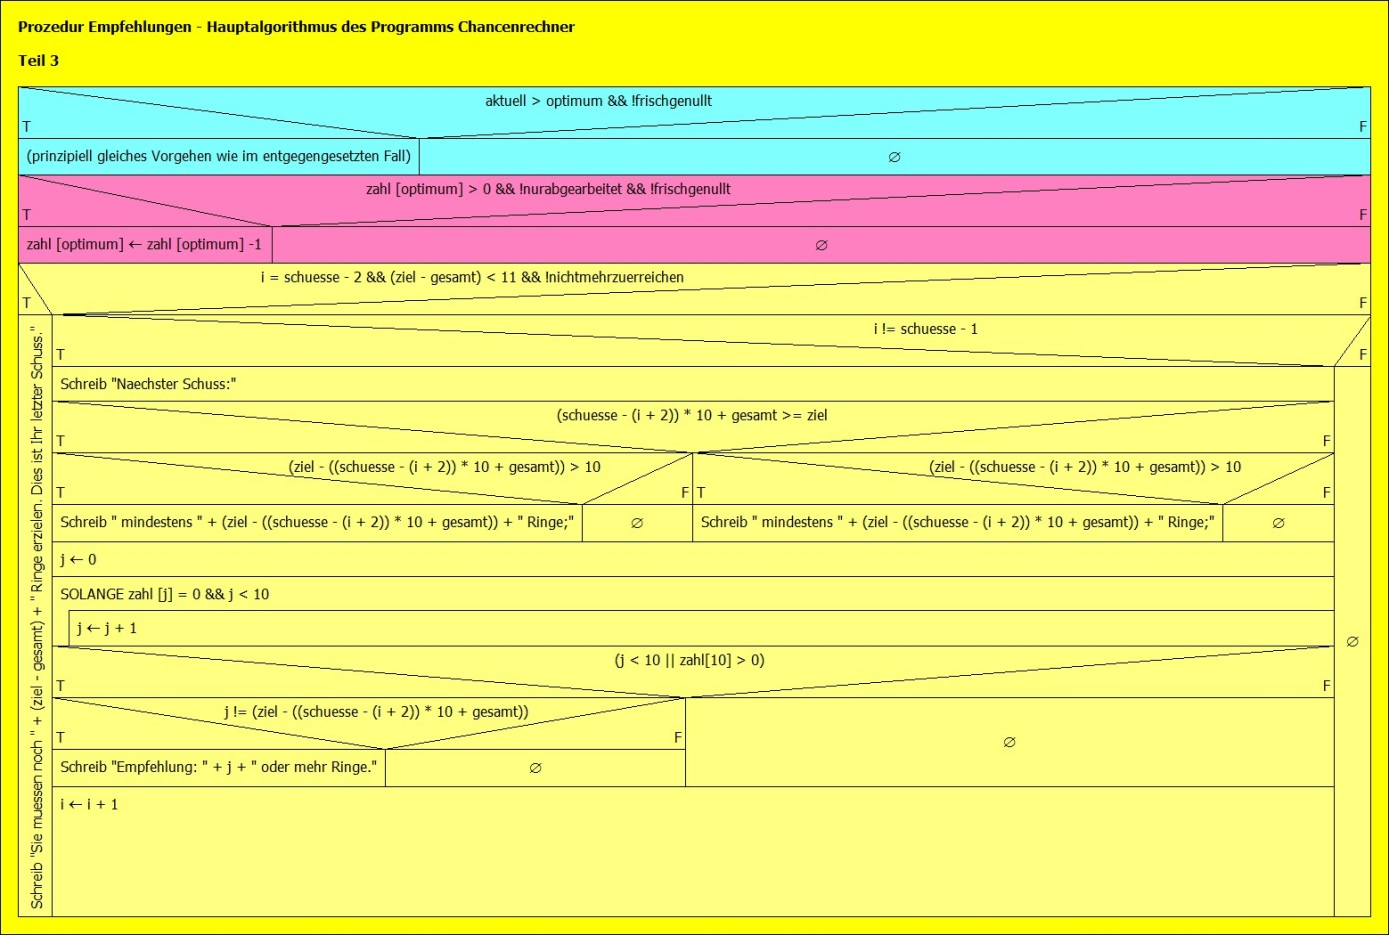 Prozedur Empfehlungen - Hauptalgorithmus des Programms Chancenrechner
Teil 3
aktuell > optimum && !frischgenullt
T
F
(prinzipiell gleiches Vorgehen wie im entgegengesetzten Fall)
∅
zahl [optimum] > 0 && !nurabgearbeitet && !frischgenullt
T
F
zahl [optimum] ← zahl [optimum] -1
∅
i = schuesse - 2 && (ziel - gesamt) < 11 && !nichtmehrzuerreichen
T
F
Schreib "Sie muessen noch " + (ziel - gesamt) + " Ringe erzielen. Dies ist Ihr letzter Schuss."
i != schuesse - 1
T
F
Schreib "Naechster Schuss:"
(schuesse - (i + 2)) * 10 + gesamt >= ziel
T
F
(ziel - ((schuesse - (i + 2)) * 10 + gesamt)) > 10
T
F
(ziel - ((schuesse - (i + 2)) * 10 + gesamt)) > 10
T
F
Schreib " mindestens " + (ziel - ((schuesse - (i + 2)) * 10 + gesamt)) + " Ringe;"
∅
Schreib " mindestens " + (ziel - ((schuesse - (i + 2)) * 10 + gesamt)) + " Ringe;"
∅
j ← 0
SOLANGE zahl [j] = 0 && j < 10
j ← j + 1
∅
(j < 10 || zahl[10] > 0)
T
F
j != (ziel - ((schuesse - (i + 2)) * 10 + gesamt))
T
F
∅
Schreib "Empfehlung: " + j + " oder mehr Ringe."
∅
i ← i + 1